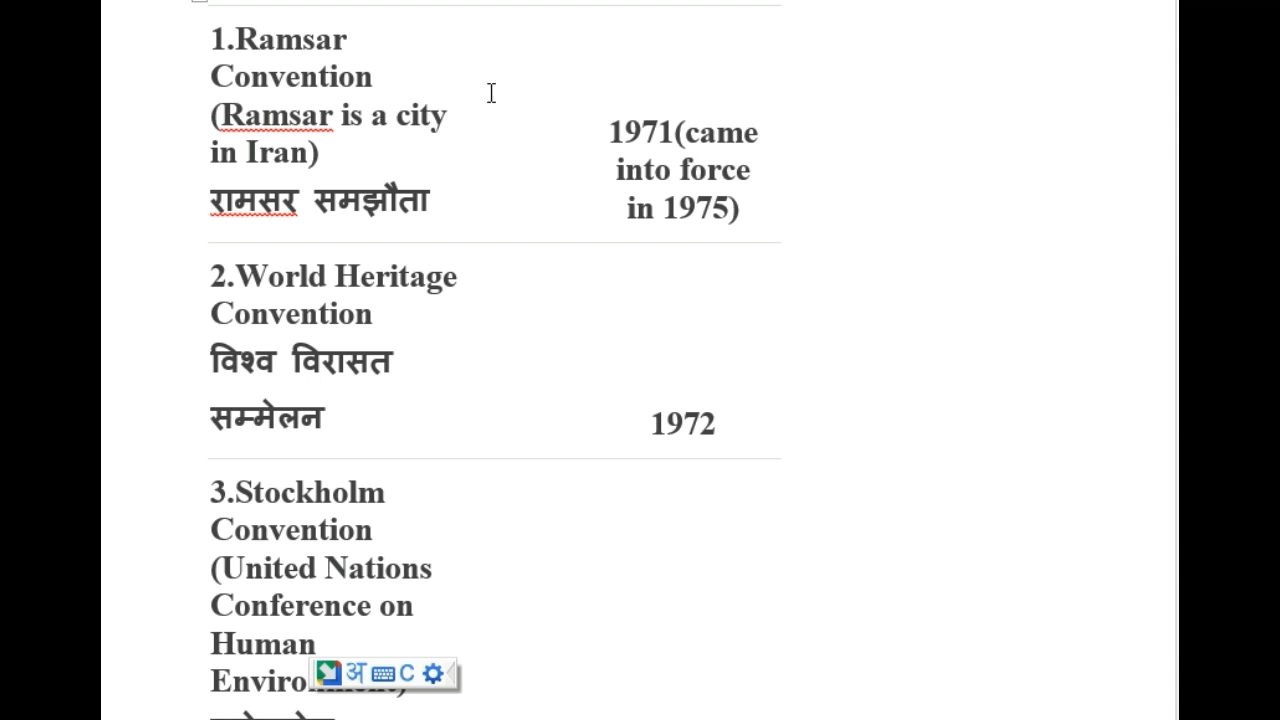 1.Ramsar
Convention
(Ramsar is a city
in Iran)
रामसर समझौता
1971(came
into force
in 1975)
2.World Heritage
Convention
विश्व विरासत
सम्मेलन
1972
3.Stockholm
Convention
(United Nations
Conference on
Human
अ C